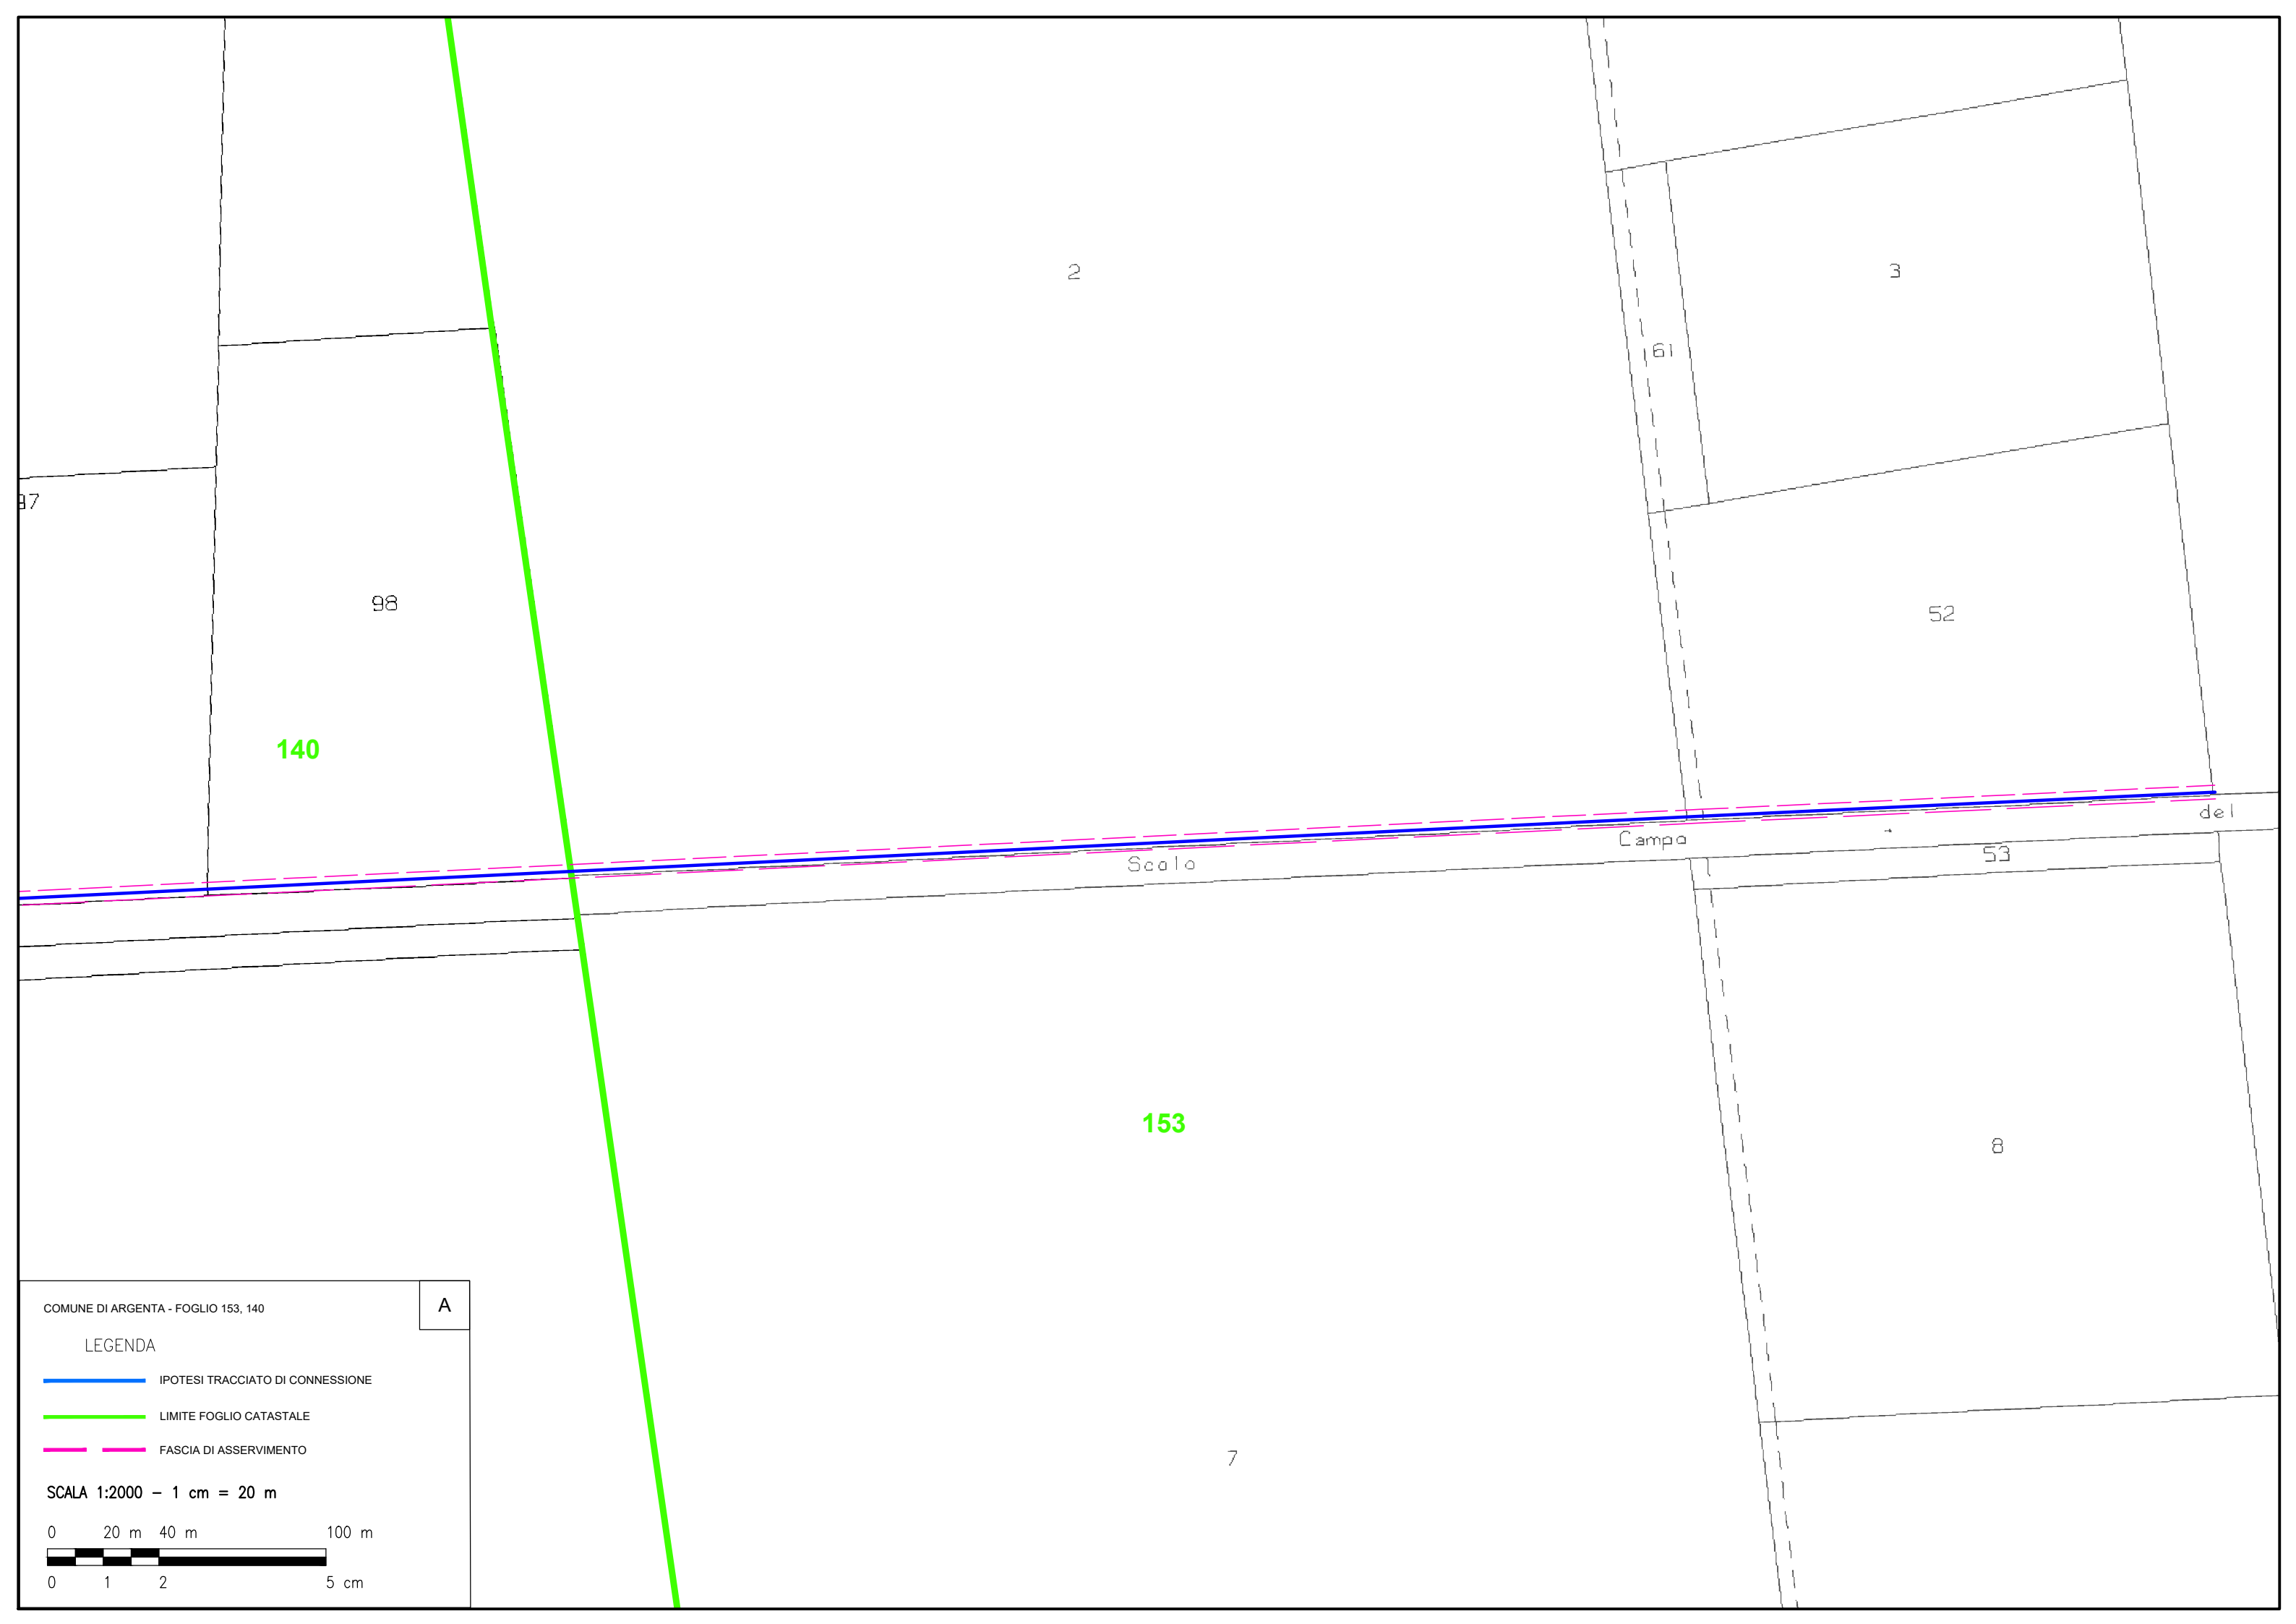 2
3
61
97
98
52
140
del
Campo
53
Scolo
153
8
7
COMUNE DI ARGENTA - FOGLIO 153, 140
A
LEGENDA
IPOTESI TRACCIATO DI CONNESSIONE
LIMITE FOGLIO CATASTALE
FASCIA DI ASSERVIMENTO
SCALA 1:2000 - 1 cm = 20 m
0 20 m 40 m 100 m
0 1 2 5 cm